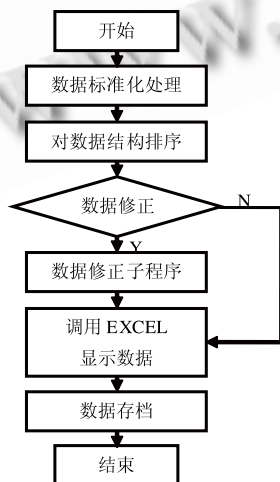 开始
数据标准化处理
对数据结构排序
数据修正
N
Y
数据修正子程序
调用 EXCEL
显示数据
数据存档
结束